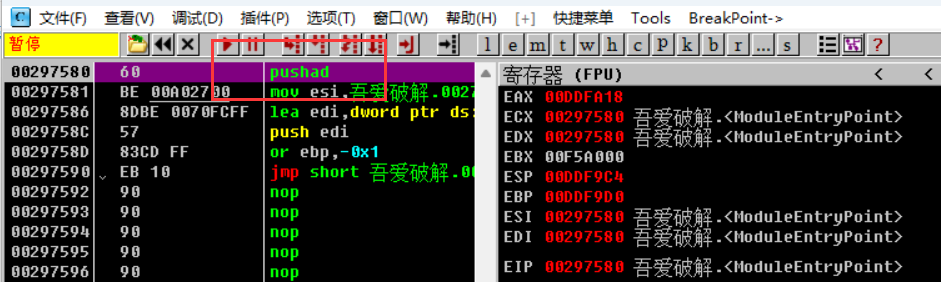 C 文件(F) 查看(V) 调试(D) 插件(P) 选项(T) 窗口(W) 帮助(H) [+] 快捷菜单 Tools BreakPoint->
暂停 l e m t w h c p k b r ... s ?
00297580 60 pushad
00297581 BE 00A02700 mov esi,吾爱破解.0027
00297586 8DBE 0070FCFF lea edi,dword ptr ds:
0029758C 57 push edi
0029758D 83CD FF or ebp,-0x1
00297590 EB 10 jmp short 吾爱破解.00
00297592 90 nop
00297593 90 nop
00297594 90 nop
00297595 90 nop
00297596 90 nop
寄存器 (FPU) < <
EAX 00DDFA18
ECX 00297580 吾爱破解.<ModuleEntryPoint>
EDX 00297580 吾爱破解.<ModuleEntryPoint>
EBX 00F5A000
ESP 00DDF9C4
EBP 00DDF9D0
ESI 00297580 吾爱破解.<ModuleEntryPoint>
EDI 00297580 吾爱破解.<ModuleEntryPoint>
EIP 00297580 吾爱破解.<ModuleEntryPoint>